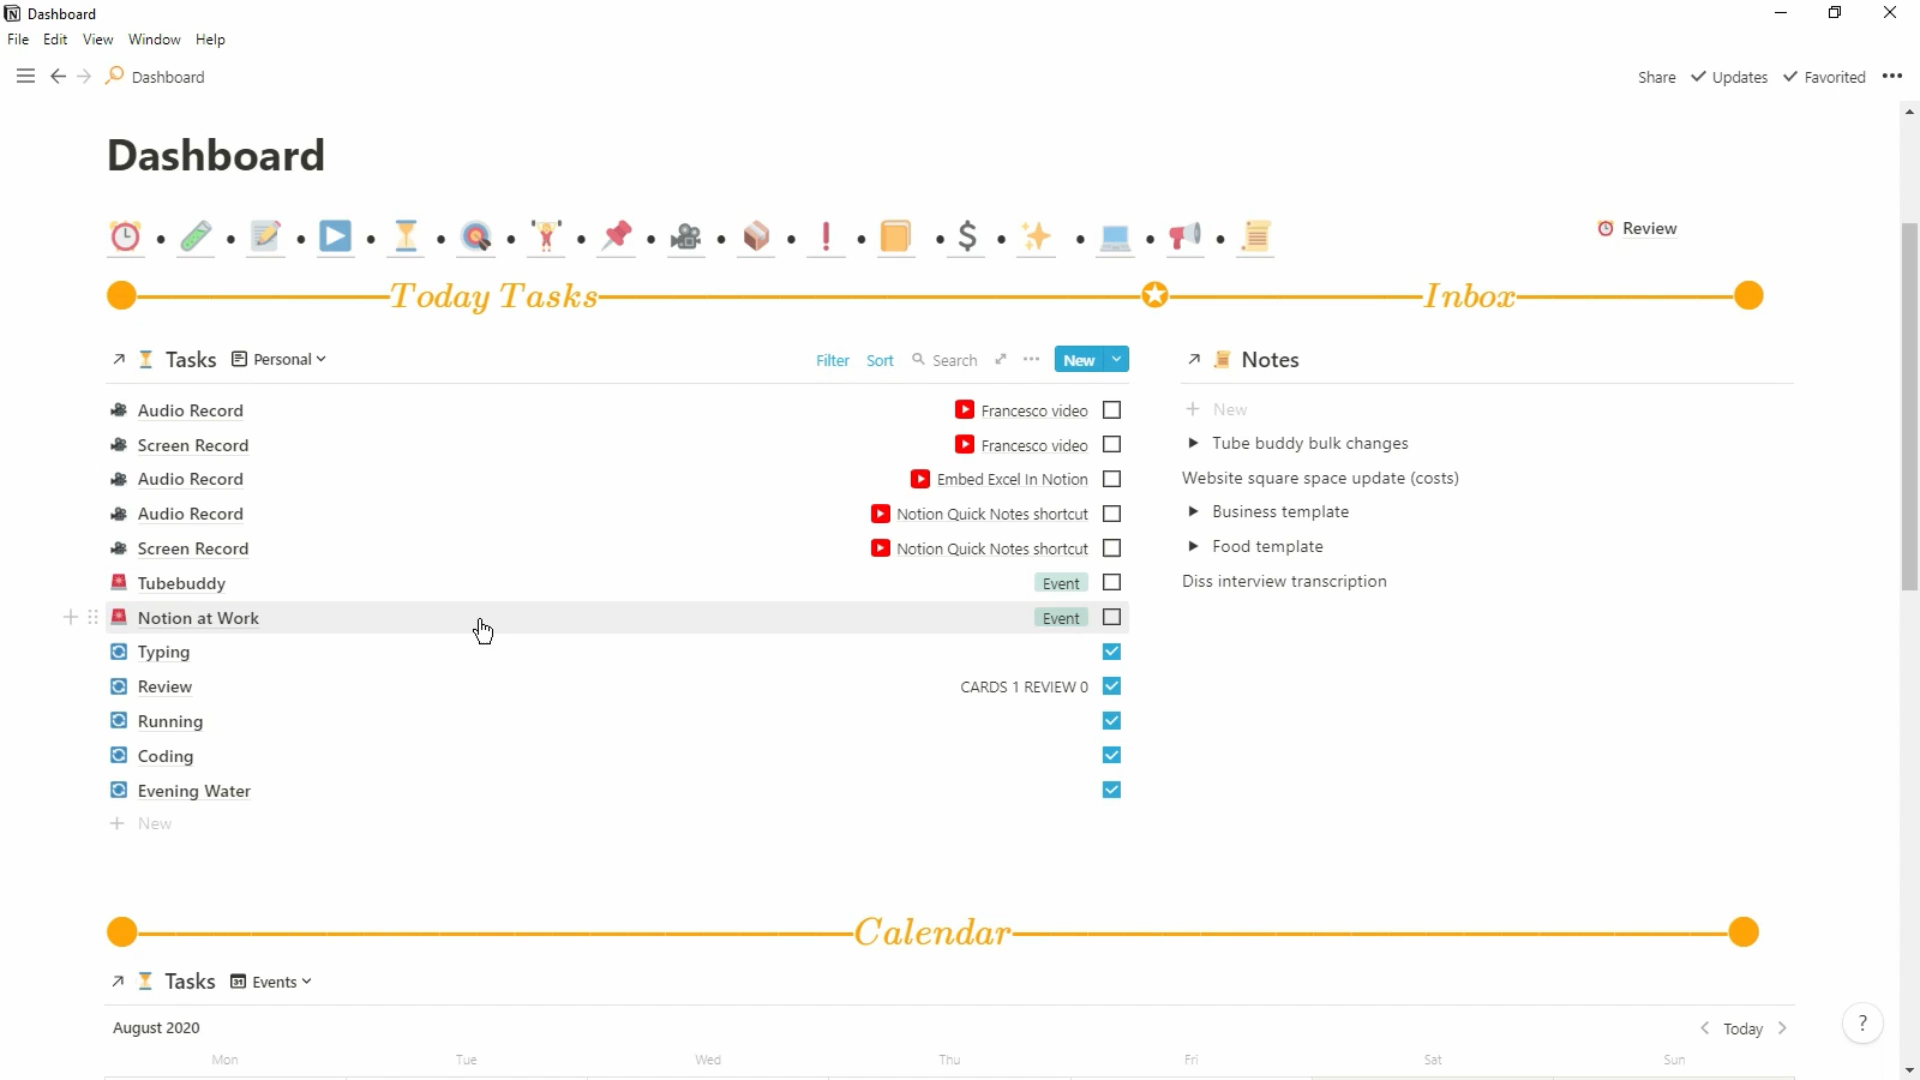 Dashboard
File Edit View Window Help
Dashboard
Share Updates Favorited
Dashboard
Review
Today Tasks Inbox
Tasks Personal Filter Sort Search New
Audio Record Francesco video
Screen Record Francesco video
Audio Record Embed Excel In Notion
Audio Record Notion Quick Notes shortcut
Screen Record Notion Quick Notes shortcut
Tubebuddy Event
Notion at Work Event
Typing
Review CARDS 1 REVIEW 0
Running
Coding
Evening Water
+ New
Notes
+ New
Tube buddy bulk changes
Website square space update (costs)
Business template
Food template
Diss interview transcription
Calendar
Tasks Events
August 2020 Today
Mon Tue Wed Thu Fri Sat Sun
?